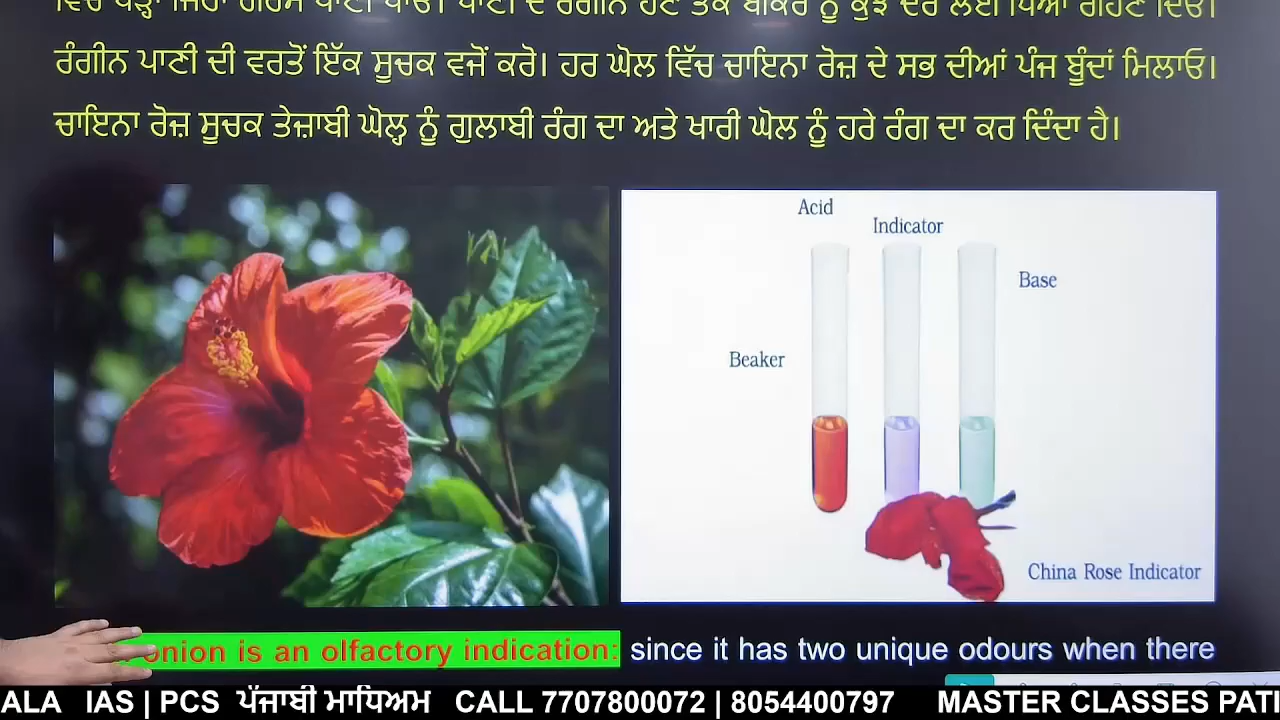 ਰੰਗੀਨ ਪਾਣੀ ਦੀ ਵਰਤੋਂ ਇੱਕ ਸੂਚਕ ਵਜੋਂ ਕਰੋ। ਹਰ ਘੋਲ ਵਿੱਚ ਚਾਇਨਾ ਰੋਜ਼ ਦੇ ਸਭ ਦੀਆਂ ਪੰਜ ਬੂੰਦਾਂ ਮਿਲਾਓ।
ਚਾਇਨਾ ਰੋਜ਼ ਸੂਚਕ ਤੇਜ਼ਾਬੀ ਘੋਲ੍ਹ ਨੂੰ ਗੁਲਾਬੀ ਰੰਗ ਦਾ ਅਤੇ ਖਾਰੀ ਘੋਲ ਨੂੰ ਹਰੇ ਰੰਗ ਦਾ ਕਰ ਦਿੰਦਾ ਹੈ।
Acid
Indicator
Base
Beaker
China Rose Indicator
onion is an olfactory indication: since it has two unique odours when there
ALA IAS | PCS ਪੰਜਾਬੀ ਮਾਧਿਅਮ CALL 7707800072 | 8054400797 MASTER CLASSES PATI